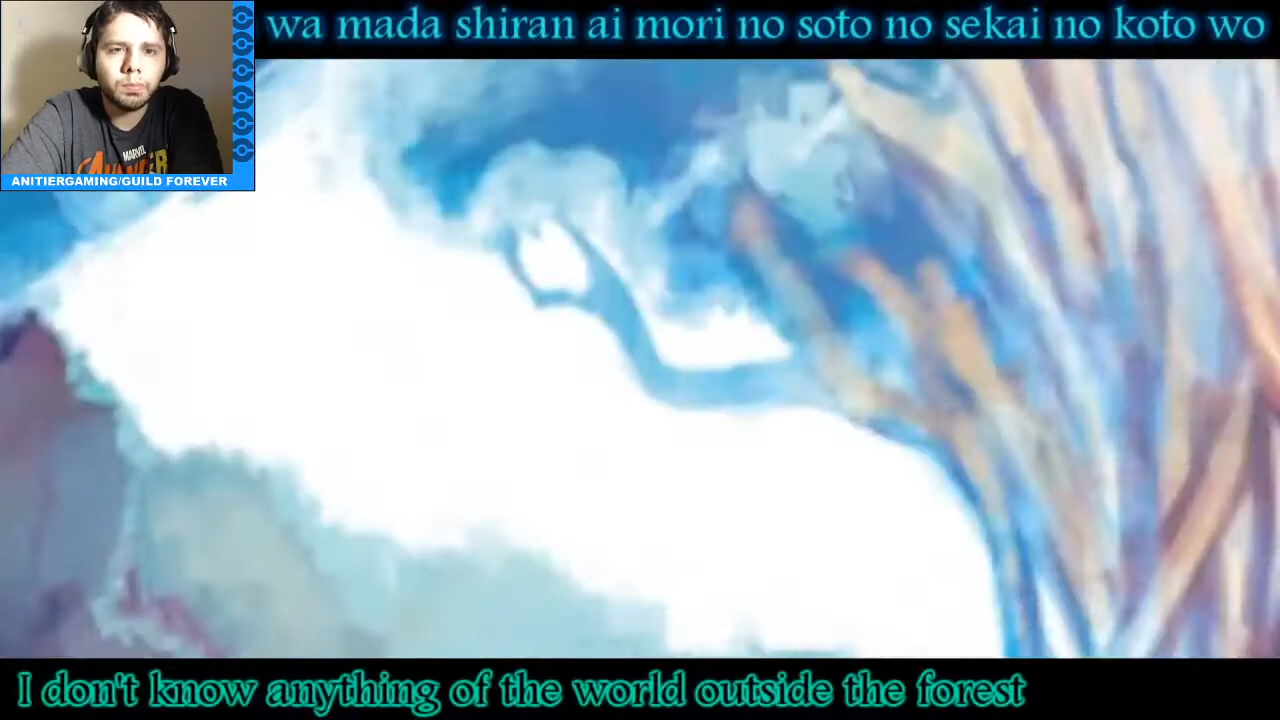 wa mada shiran ai mori no soto no sekai no koto wo
MARVEL
AVENGER
ANITIERGAMING/GUILD FOREVER
I don't know anything of the world outside the forest